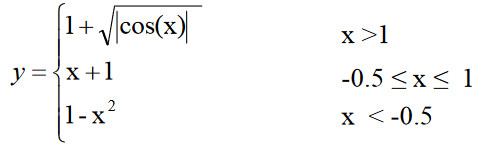 1+√|cos(x)| x >1
y = { x +1 -0.5 ≤ x ≤ 1
1 - x² x < -0.5